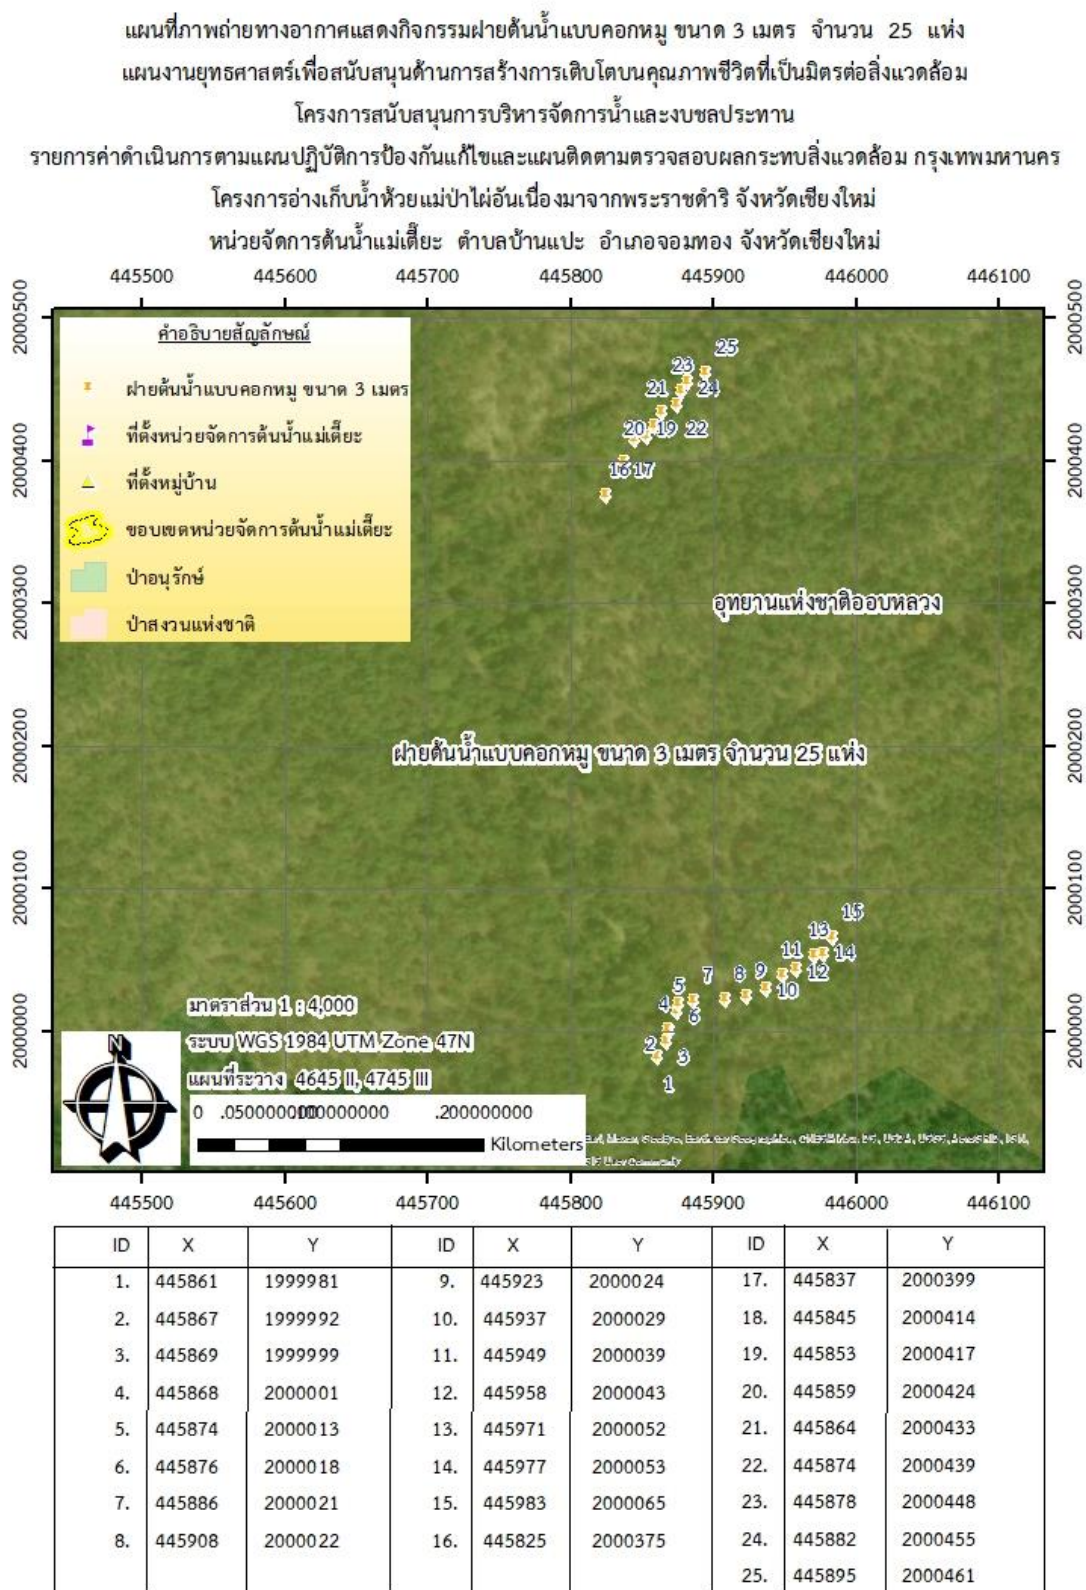 แผนที่ภาพถ่ายทางอากาศแสดงกิจกรรมฝายต้นน้ำแบบคอกหมู ขนาด 3 เมตร จำนวน 25 แห่ง
แผนงานยุทธศาสตร์เพื่อสนับสนุนด้านการสร้างการเติบโตบนคุณภาพชีวิตที่เป็นมิตรต่อสิ่งแวดล้อม
โครงการสนับสนุนการบริหารจัดการน้ำและงบชลประทาน
รายการค่าดำเนินการตามแผนปฏิบัติการป้องกันแก้ไขและแผนติดตามตรวจสอบผลกระทบสิ่งแวดล้อม กรุงเทพมหานคร
โครงการอ่างเก็บน้ำห้วยแม่ป่าไผ่อันเนื่องมาจากพระราชดำริ จังหวัดเชียงใหม่
หน่วยจัดการต้นน้ำแม่เตี๊ยะ ตำบลบ้านแปะ อำเภอจอมทอง จังหวัดเชียงใหม่
445500 445600 445700 445800 445900 446000 446100
2000500 2000500
2000400 2000400
2000300 2000300
2000200 2000200
2000100 2000100
2000000 2000000
คำอธิบายสัญลักษณ์
ฝายต้นน้ำแบบคอกหมู ขนาด 3 เมตร
ที่ตั้งหน่วยจัดการต้นน้ำแม่เตี๊ยะ
ที่ตั้งหมู่บ้าน
ขอบเขตหน่วยจัดการต้นน้ำแม่เตี๊ยะ
ป่าอนุรักษ์
ป่าสงวนแห่งชาติ
25
23
21 24
20 19 22
16 17
อุทยานแห่งชาติออบหลวง
ฝายต้นน้ำแบบคอกหมู ขนาด 3 เมตร จำนวน 25 แห่ง
15
13
11 14
7 8 9 12
5 10
4 6
2 3
1
มาตราส่วน 1 : 4,000
ระบบ WGS 1984 UTM Zone 47N
แผนที่ระวาง 4645 II, 4745 III
N
0 .200000000
Kilometers
445500 445600 445700 445800 445900 446000 446100
ID X Y ID X Y ID X Y
1. 445861 1999981 9. 445923 2000024 17. 445837 2000399
2. 445867 1999992 10. 445937 2000029 18. 445845 2000414
3. 445869 1999999 11. 445949 2000039 19. 445853 2000417
4. 445868 2000001 12. 445958 2000043 20. 445859 2000424
5. 445874 2000013 13. 445971 2000052 21. 445864 2000433
6. 445876 2000018 14. 445977 2000053 22. 445874 2000439
7. 445886 2000021 15. 445983 2000065 23. 445878 2000448
8. 445908 2000022 16. 445825 2000375 24. 445882 2000455
25. 445895 2000461